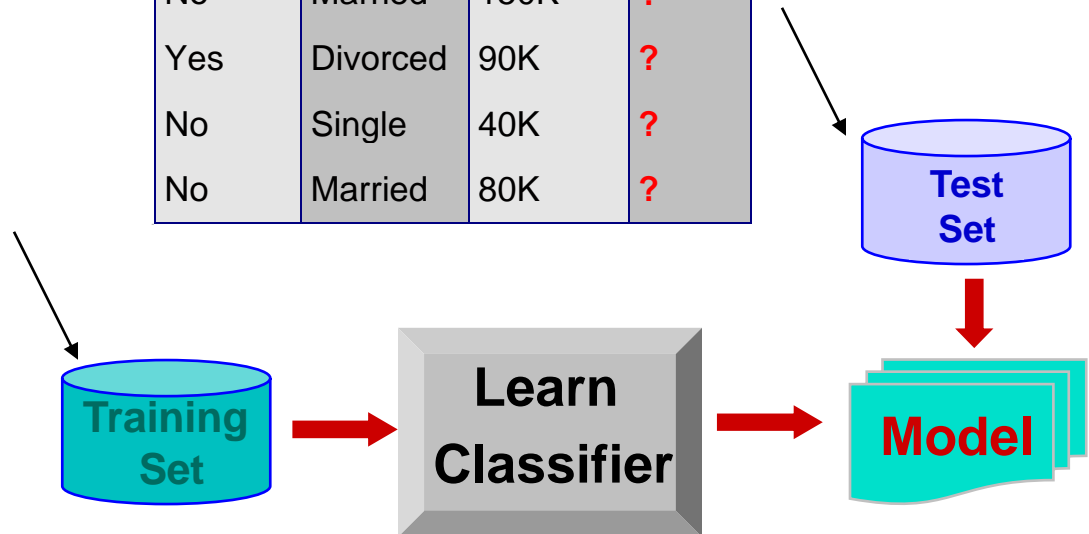 Yes Divorced 90K ?
No Single 40K ?
No Married 80K ?
Test
Set
Training
Set
Learn
Classifier
Model